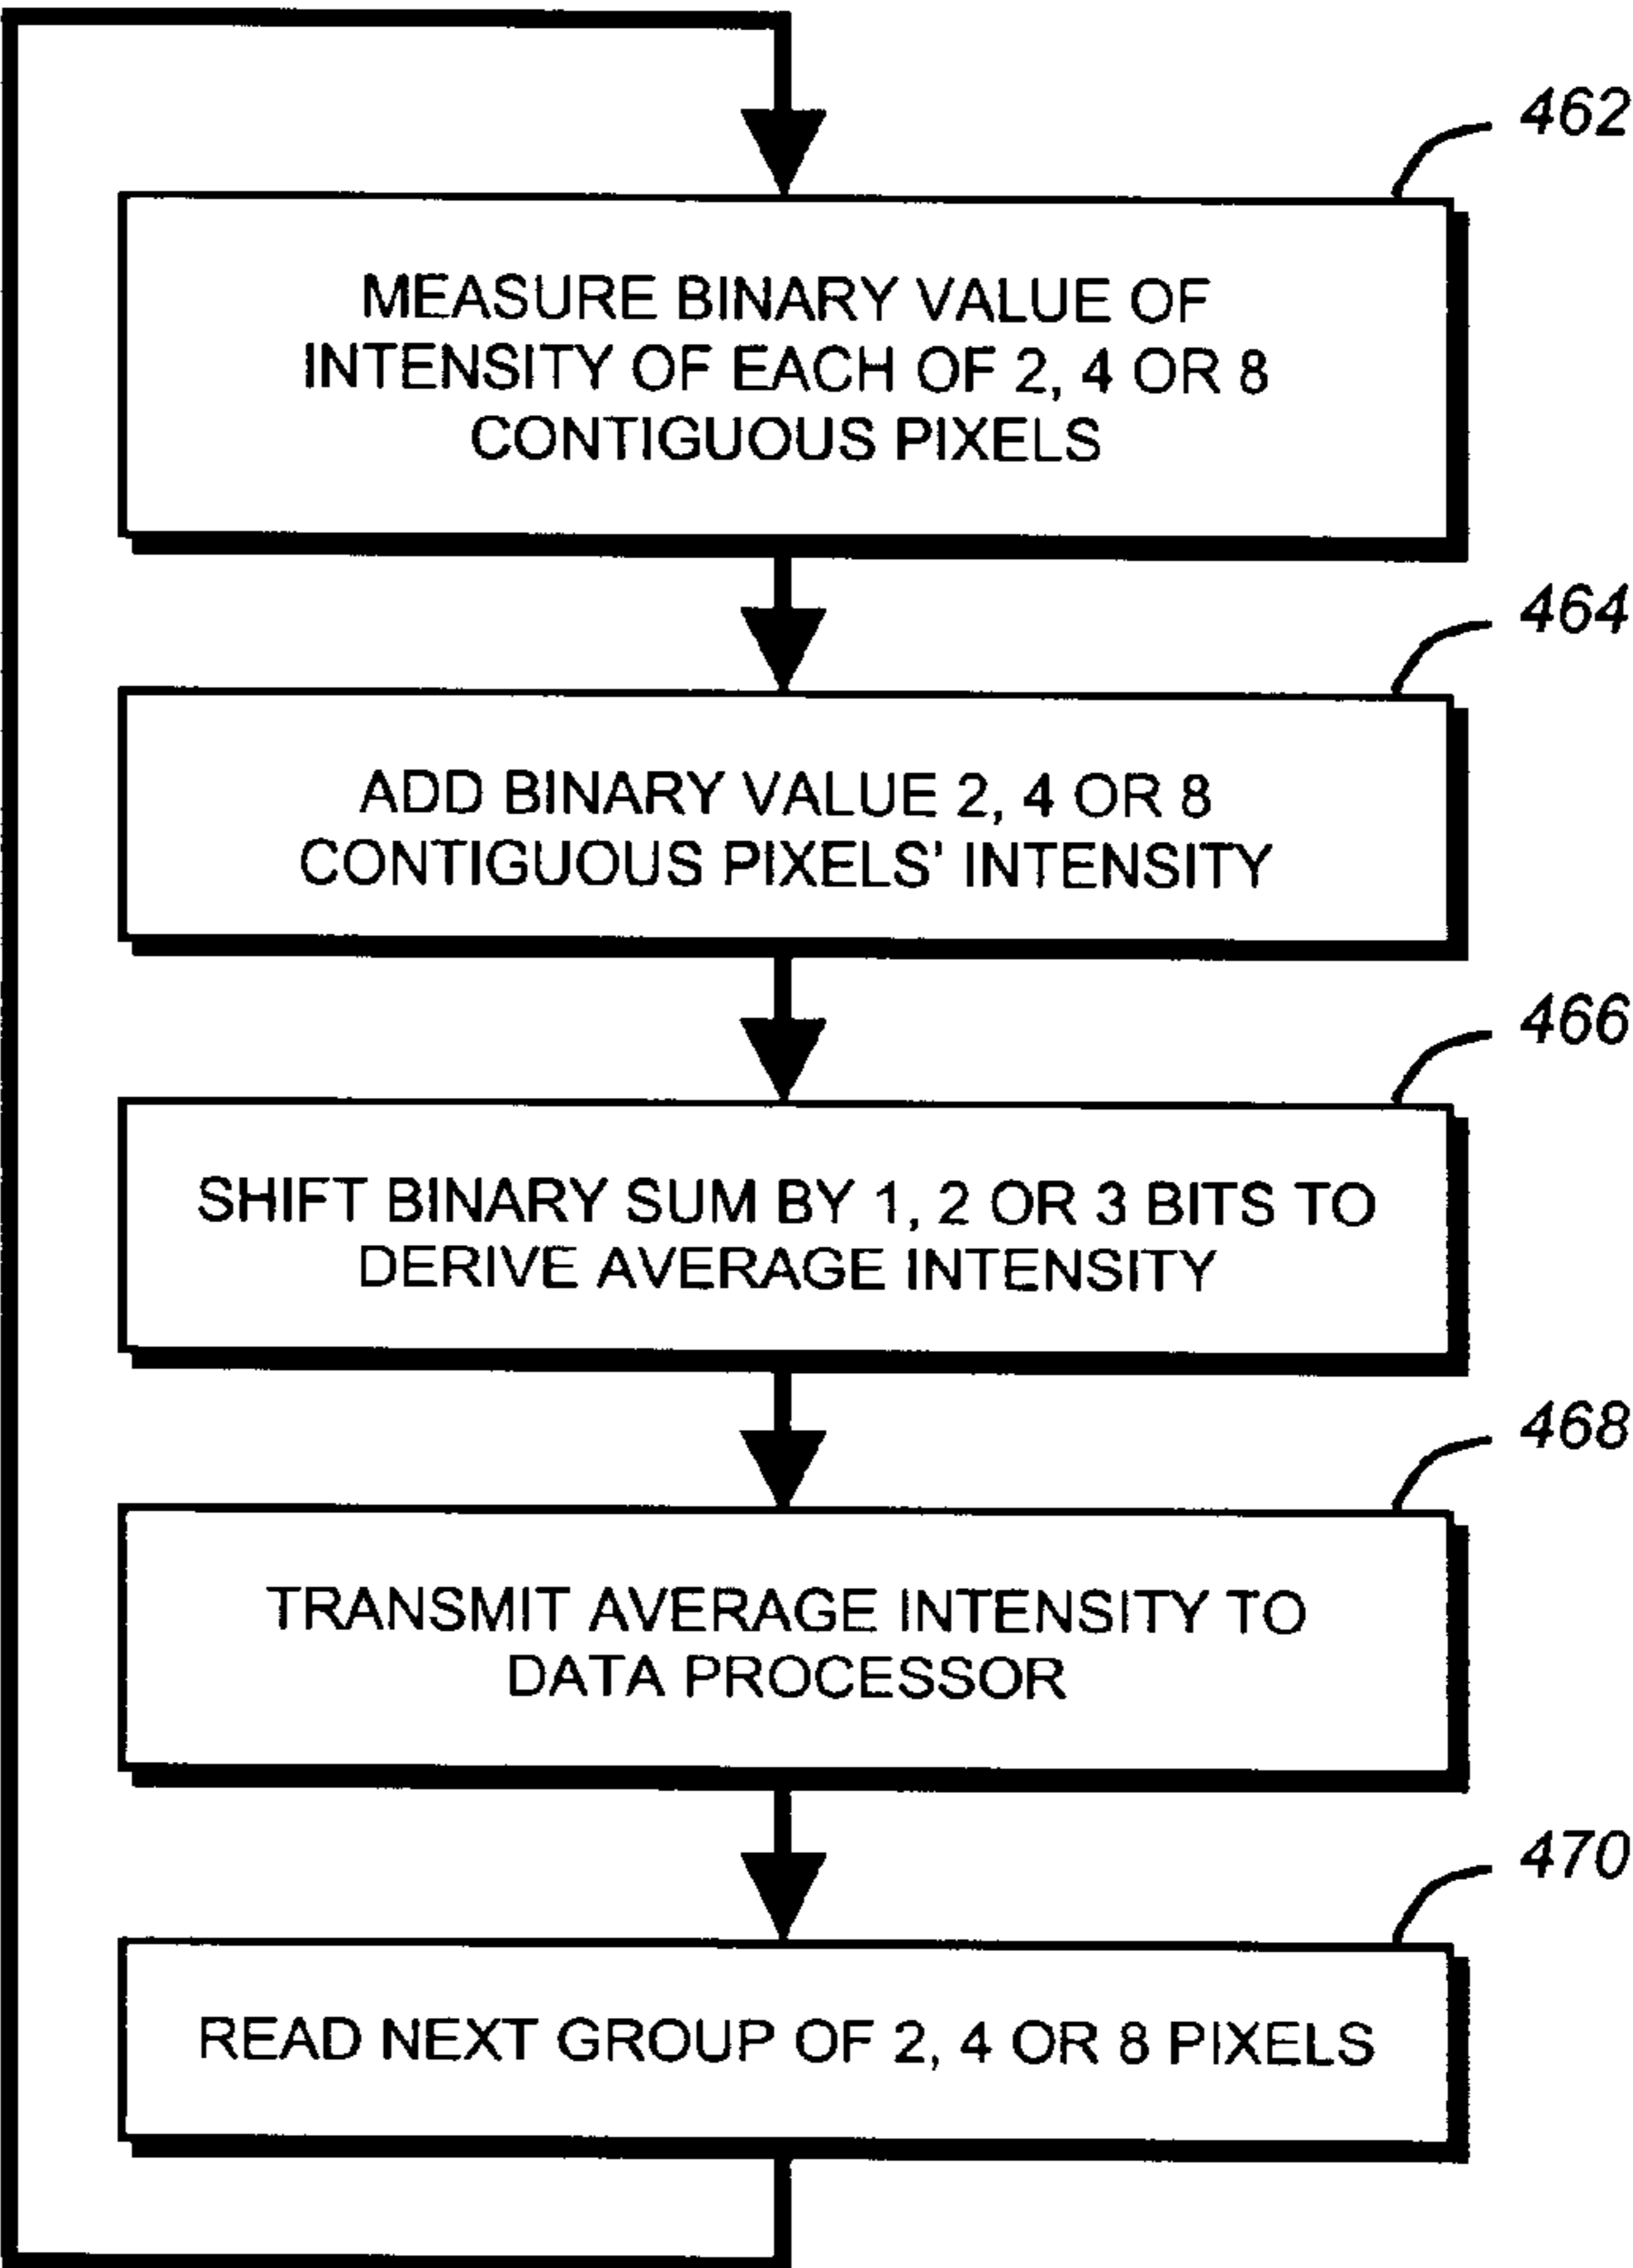 462
MEASURE BINARY VALUE OF
INTENSITY OF EACH OF 2, 4 OR 8
CONTIGUOUS PIXELS
464
ADD BINARY VALUE 2, 4 OR 8
CONTIGUOUS PIXELS' INTENSITY
466
SHIFT BINARY SUM BY 1, 2 OR 3 BITS TO
DERIVE AVERAGE INTENSITY
468
TRANSMIT AVERAGE INTENSITY TO
DATA PROCESSOR
470
READ NEXT GROUP OF 2, 4 OR 8 PIXELS